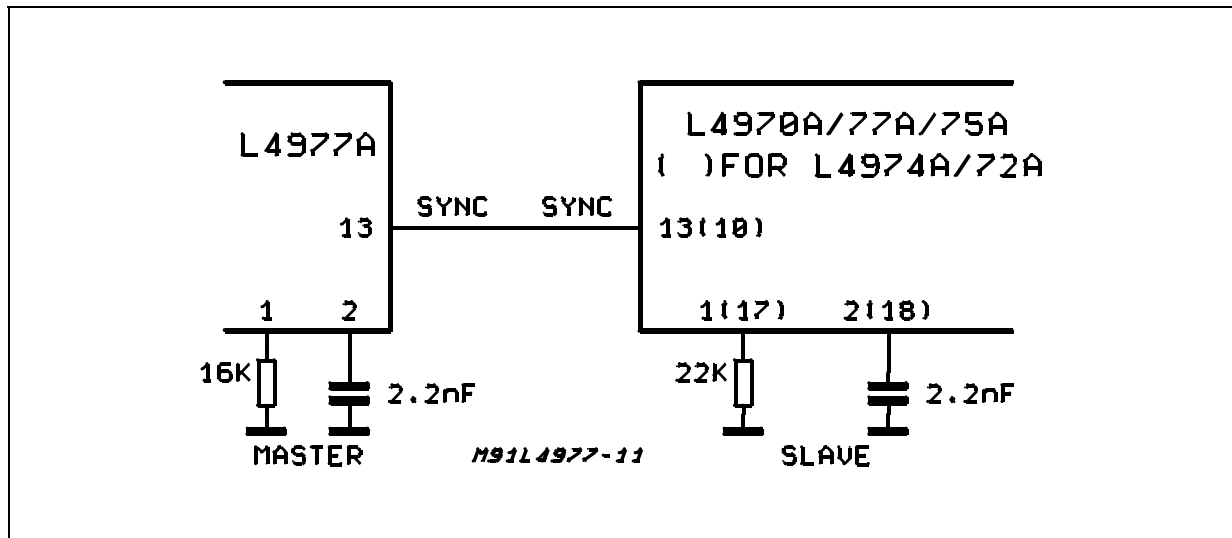 L4977A
L4970A/77A/75A
( )FOR L4974A/72A
SYNC SYNC
13
13(10)
1 2
1(17) 2(18)
16K
2.2nF
22K
2.2nF
MASTER
M91L4977-11
SLAVE